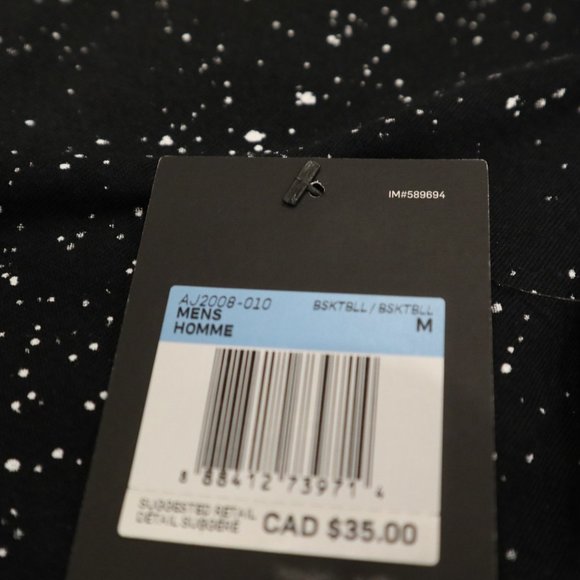 IM#589694
AJ2008-010 BSKTBLL / BSKTBLL
MENS M
HOMME
8 88412 73971 4
SUGGESTED RETAIL
DÉTAIL SUGGÉRÉ CAD $35.00